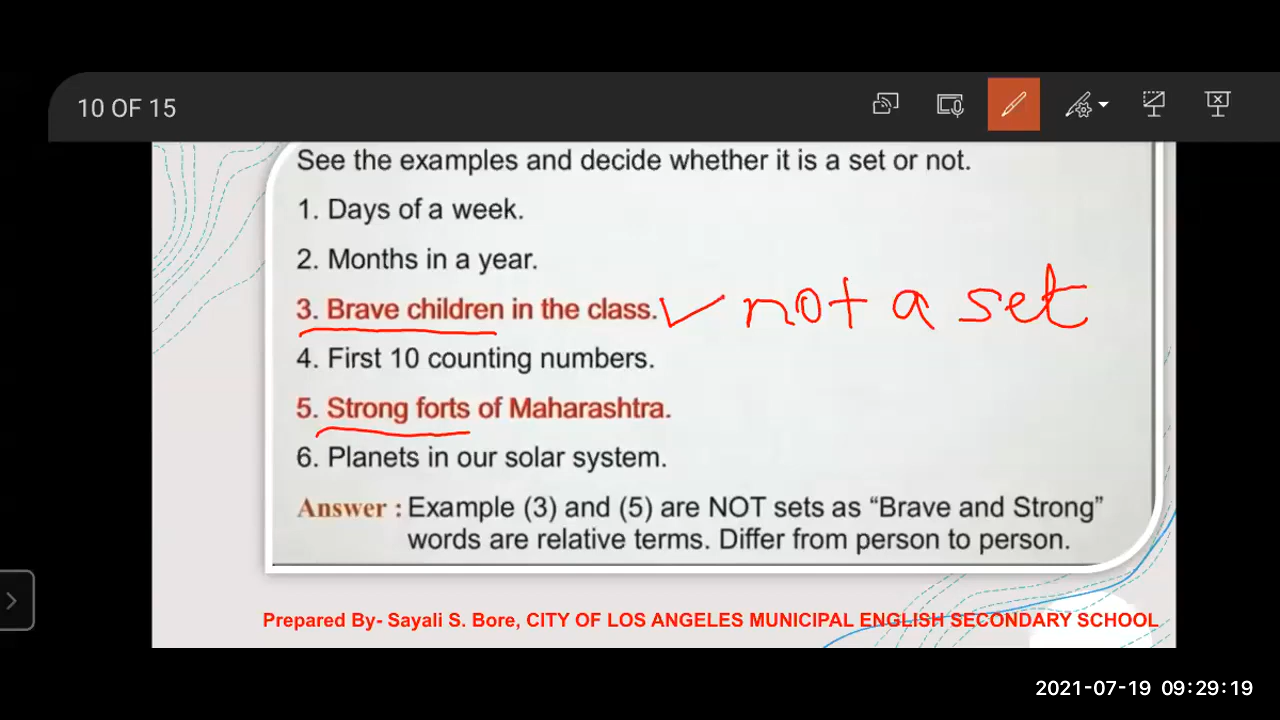 10 OF 15
See the examples and decide whether it is a set or not.
1. Days of a week.
2. Months in a year.
3. Brave children in the class. not a set
4. First 10 counting numbers.
5. Strong forts of Maharashtra.
6. Planets in our solar system.
Answer : Example (3) and (5) are NOT sets as “Brave and Strong”
words are relative terms. Differ from person to person.
Prepared By- Sayali S. Bore, CITY OF LOS ANGELES MUNICIPAL ENGLISH SECONDARY SCHOOL
2021-07-19 09:29:19